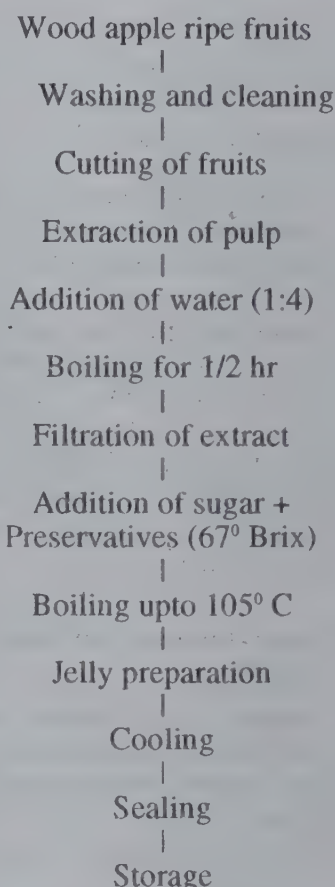 Wood apple ripe fruits
Washing and cleaning
Cutting of fruits
Extraction of pulp
Addition of water (1:4)
Boiling for 1/2 hr
Filtration of extract
Addition of sugar +
Preservatives (67⁰ Brix)
Boiling upto 105⁰ C
Jelly preparation
Cooling
Sealing
Storage